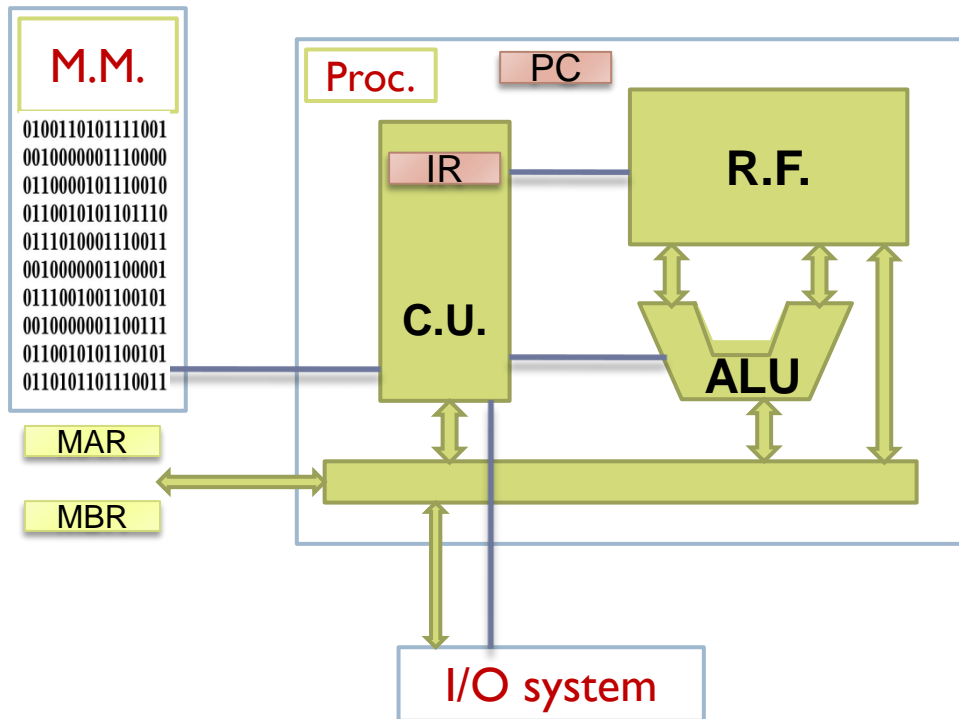 M.M.
0100110101111001
0010000001110000
0110000101110010
0110010101101110
0111010001110011
0010000001100001
0111001001100101
0010000001100111
0110010101100101
0110101101110011
MAR
MBR
Proc.
PC
IR
C.U.
R.F.
ALU
I/O system